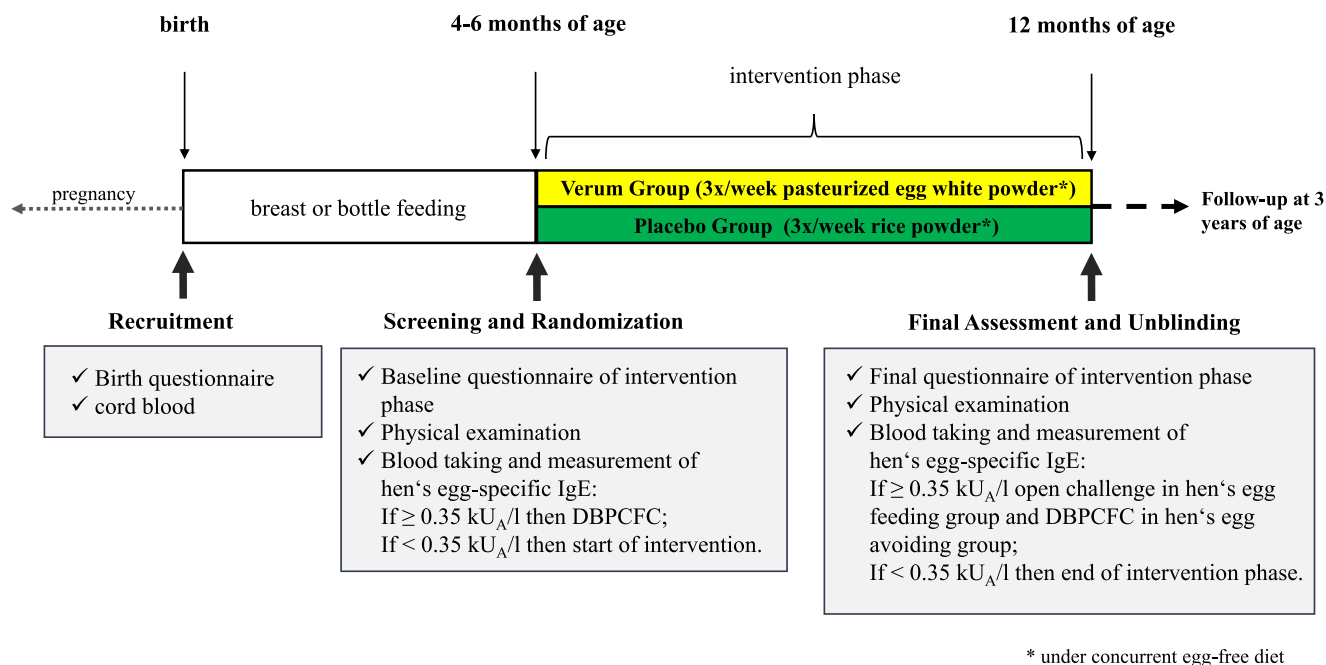 birth
4-6 months of age
12 months of age
intervention phase
pregnancy
breast or bottle feeding
Verum Group (3x/week pasteurized egg white powder*)
Placebo Group (3x/week rice powder*)
Follow-up at 3
years of age
Recruitment
✓ Birth questionnaire
✓ cord blood
Screening and Randomization
✓ Baseline questionnaire of intervention
phase
✓ Physical examination
✓ Blood taking and measurement of
hen‘s egg-specific IgE:
If ≥ 0.35 kU_A/l then DBPCFC;
If < 0.35 kU_A/l then start of intervention.
Final Assessment and Unblinding
✓ Final questionnaire of intervention phase
✓ Physical examination
✓ Blood taking and measurement of
hen‘s egg-specific IgE:
If ≥ 0.35 kU_A/l open challenge in hen‘s egg
feeding group and DBPCFC in hen‘s egg
avoiding group;
If < 0.35 kU_A/l then end of intervention phase.
* under concurrent egg-free diet